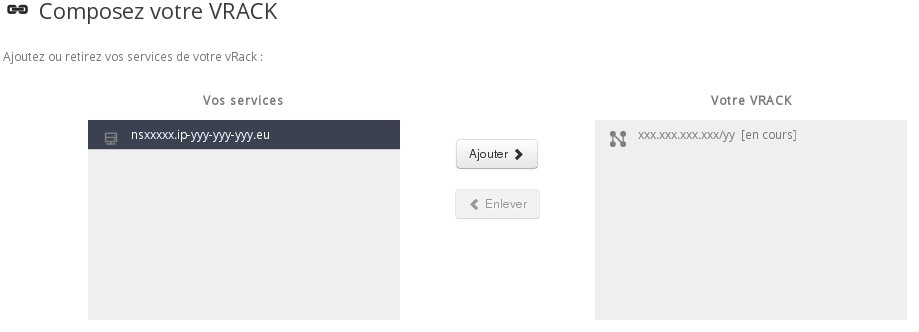 Composez votre VRACK
Ajoutez ou retirez vos services de votre vRack :
Vos services
Votre VRACK
nsxxxxx.ip-yyy-yyy-yyy.eu
Ajouter
xxx.xxx.xxx.xxx/yy [en cours]
Enlever